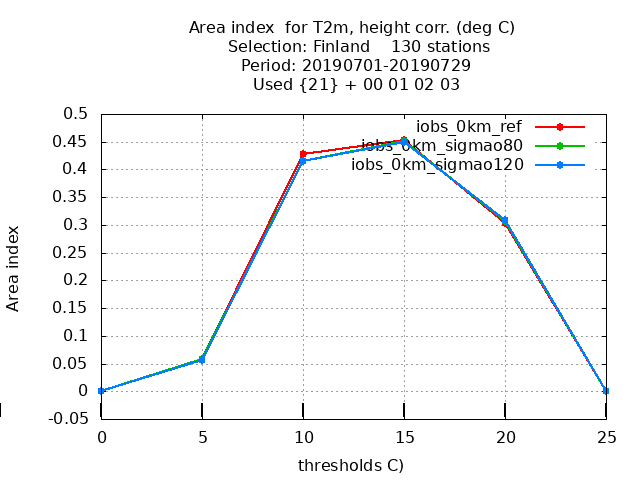 Area index  for T2m, height corr. (deg C)
Selection: Finland    130 stations
Period: 20190701-20190729
Used {21} + 00 01 02 03
0.5
0.45
0.4
0.35
0.3
0.25
0.2
0.15
0.1
0.05
0
-0.05
Area index
iobs_0km_ref
iobs_0km_sigmao80
iobs_0km_sigmao120
0 5 10 15 20 25
thresholds C)